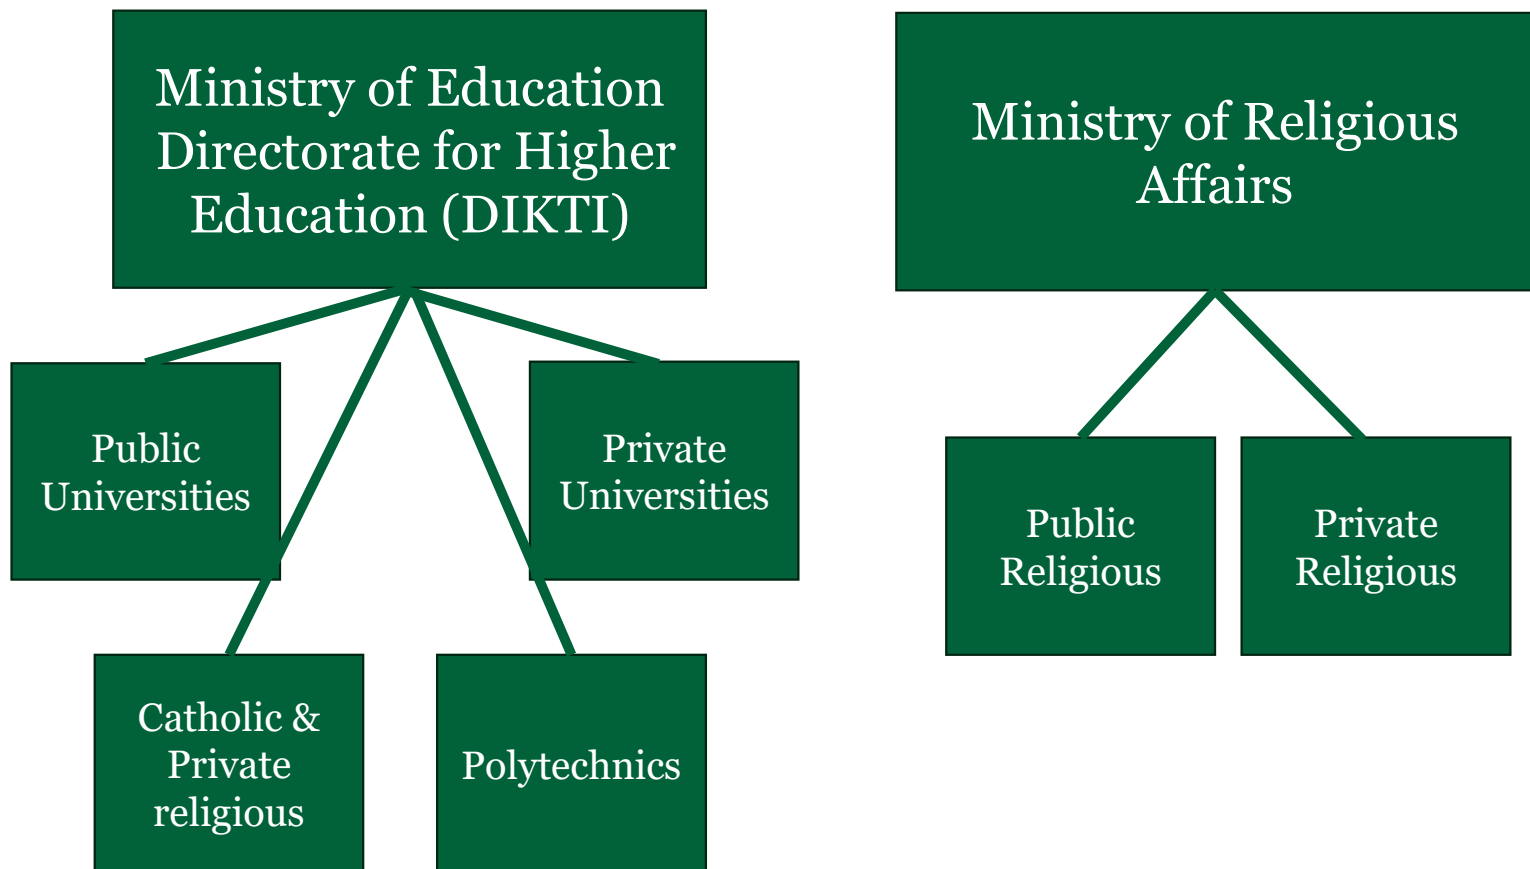 Ministry of Education
Directorate for Higher
Education (DIKTI)
Ministry of Religious
Affairs
Public
Universities
Private
Universities
Public
Religious
Private
Religious
Catholic &
Private
religious
Polytechnics